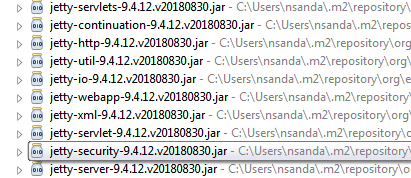 jetty-servlets-9.4.12.v20180830.jar - C:\Users\nsanda\.m2\repository\o
jetty-continuation-9.4.12.v20180830.jar - C:\Users\nsanda\.m2\repos
jetty-http-9.4.12.v20180830.jar - C:\Users\nsanda\.m2\repository\org
jetty-util-9.4.12.v20180830.jar - C:\Users\nsanda\.m2\repository\org\
jetty-io-9.4.12.v20180830.jar - C:\Users\nsanda\.m2\repository\org\e
jetty-webapp-9.4.12.v20180830.jar - C:\Users\nsanda\.m2\repository
jetty-xml-9.4.12.v20180830.jar - C:\Users\nsanda\.m2\repository\org\
jetty-servlet-9.4.12.v20180830.jar - C:\Users\nsanda\.m2\repository\o
jetty-security-9.4.12.v20180830.jar - C:\Users\nsanda\.m2\repository\
jetty-server-9.4.12.v20180830.jar - C:\Users\nsanda\.m2\repository\o